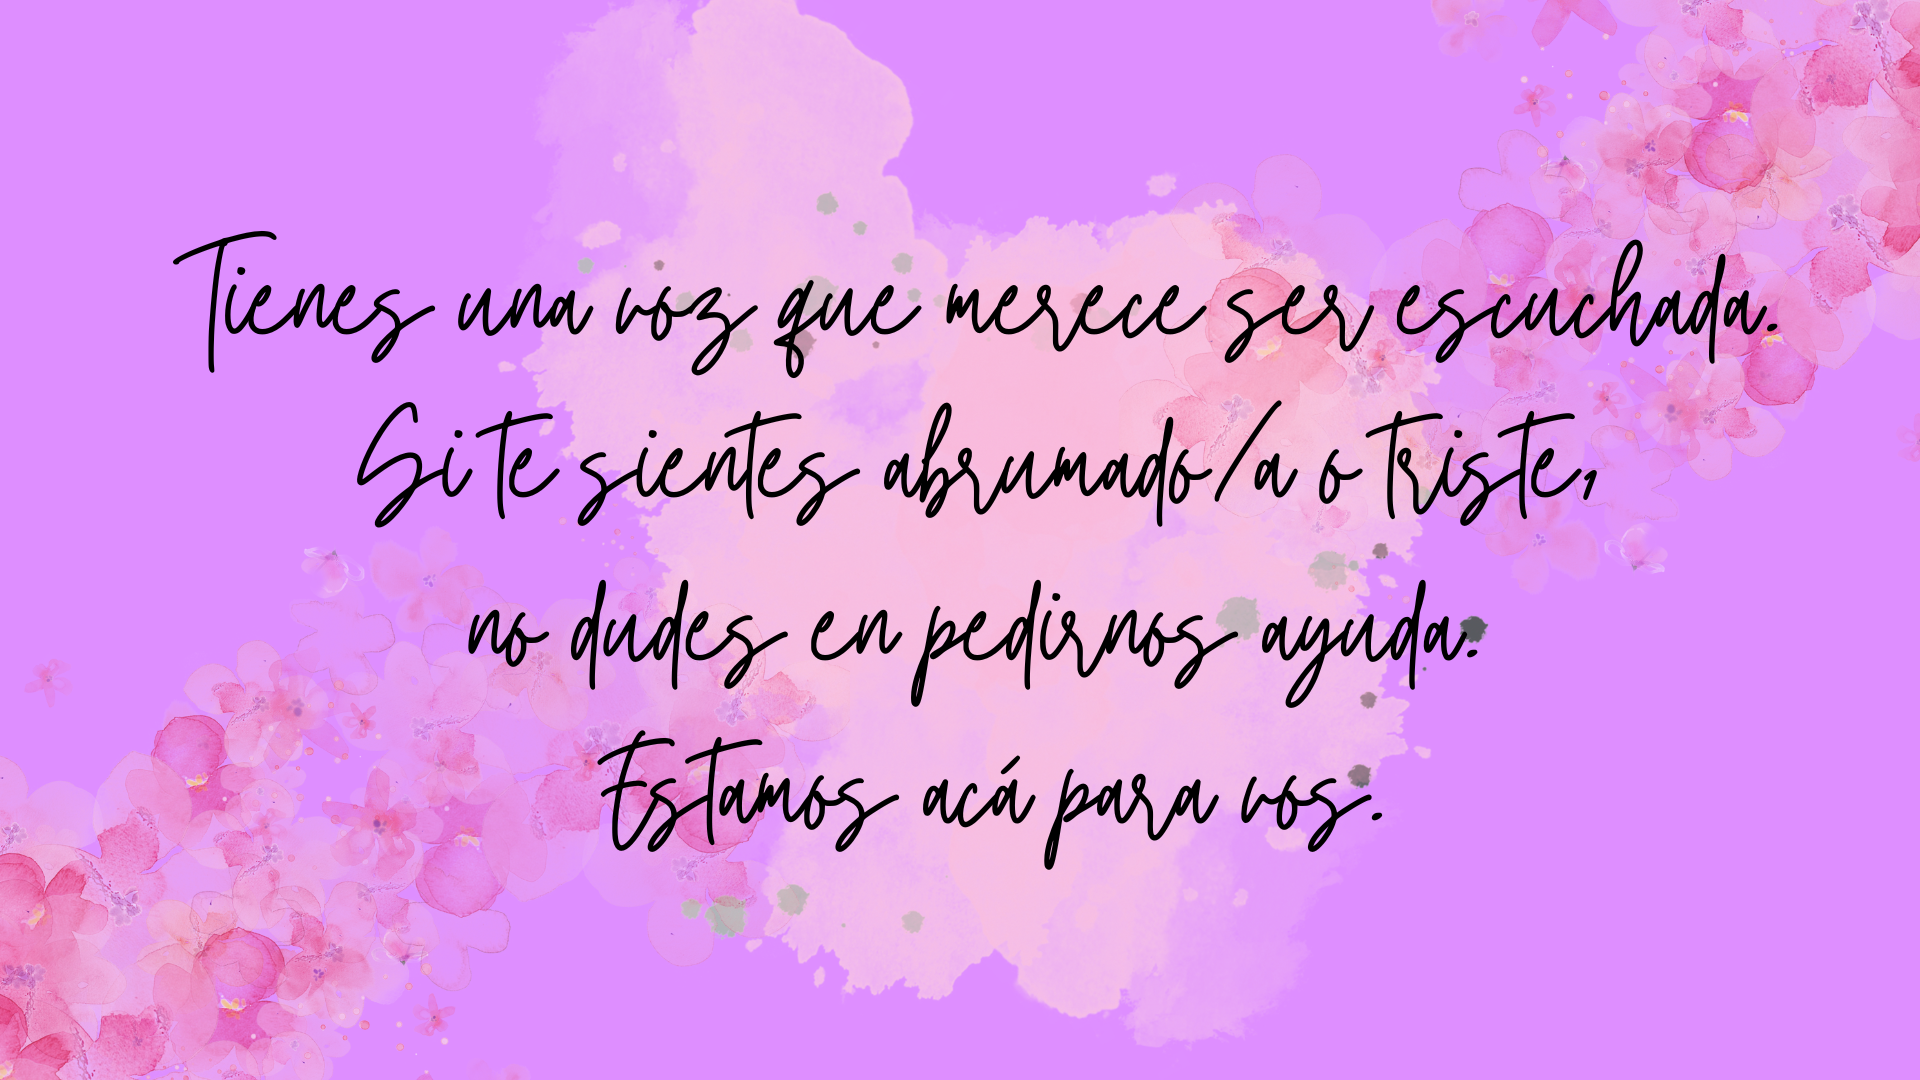 Tienes una voz que merece ser escuchada.
Si te sientes abrumado/a o triste,
no dudes en pedirnos ayuda.
Estamos acá para vos.